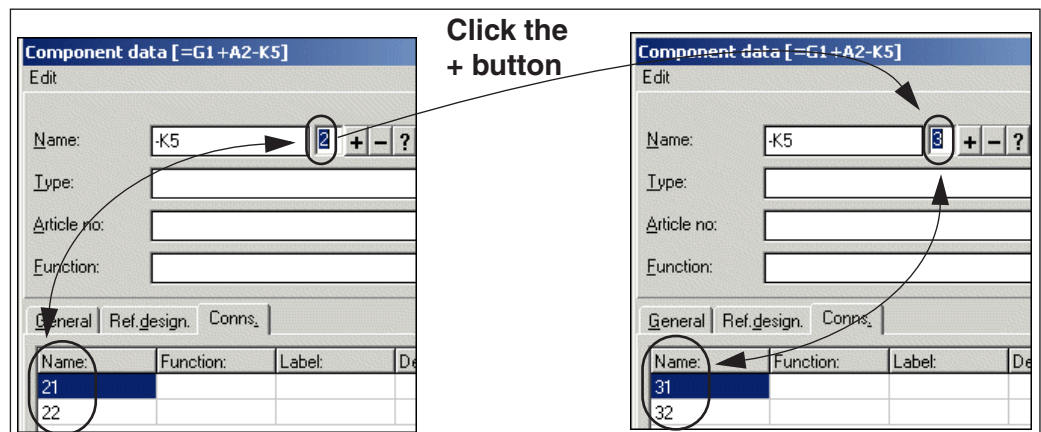 Click the
+ button
Component data [=G1+A2-K5]
Edit
Name: -K5 2 + - ?
Type:
Article no:
Function:
General Ref.design. Conns.
Name: Function: Label: De
21
22
Component data [=G1+A2-K5]
Edit
Name: -K5 3 + - ?
Type:
Article no:
Function:
General Ref.design. Conns.
Name: Function: Label: De
31
32